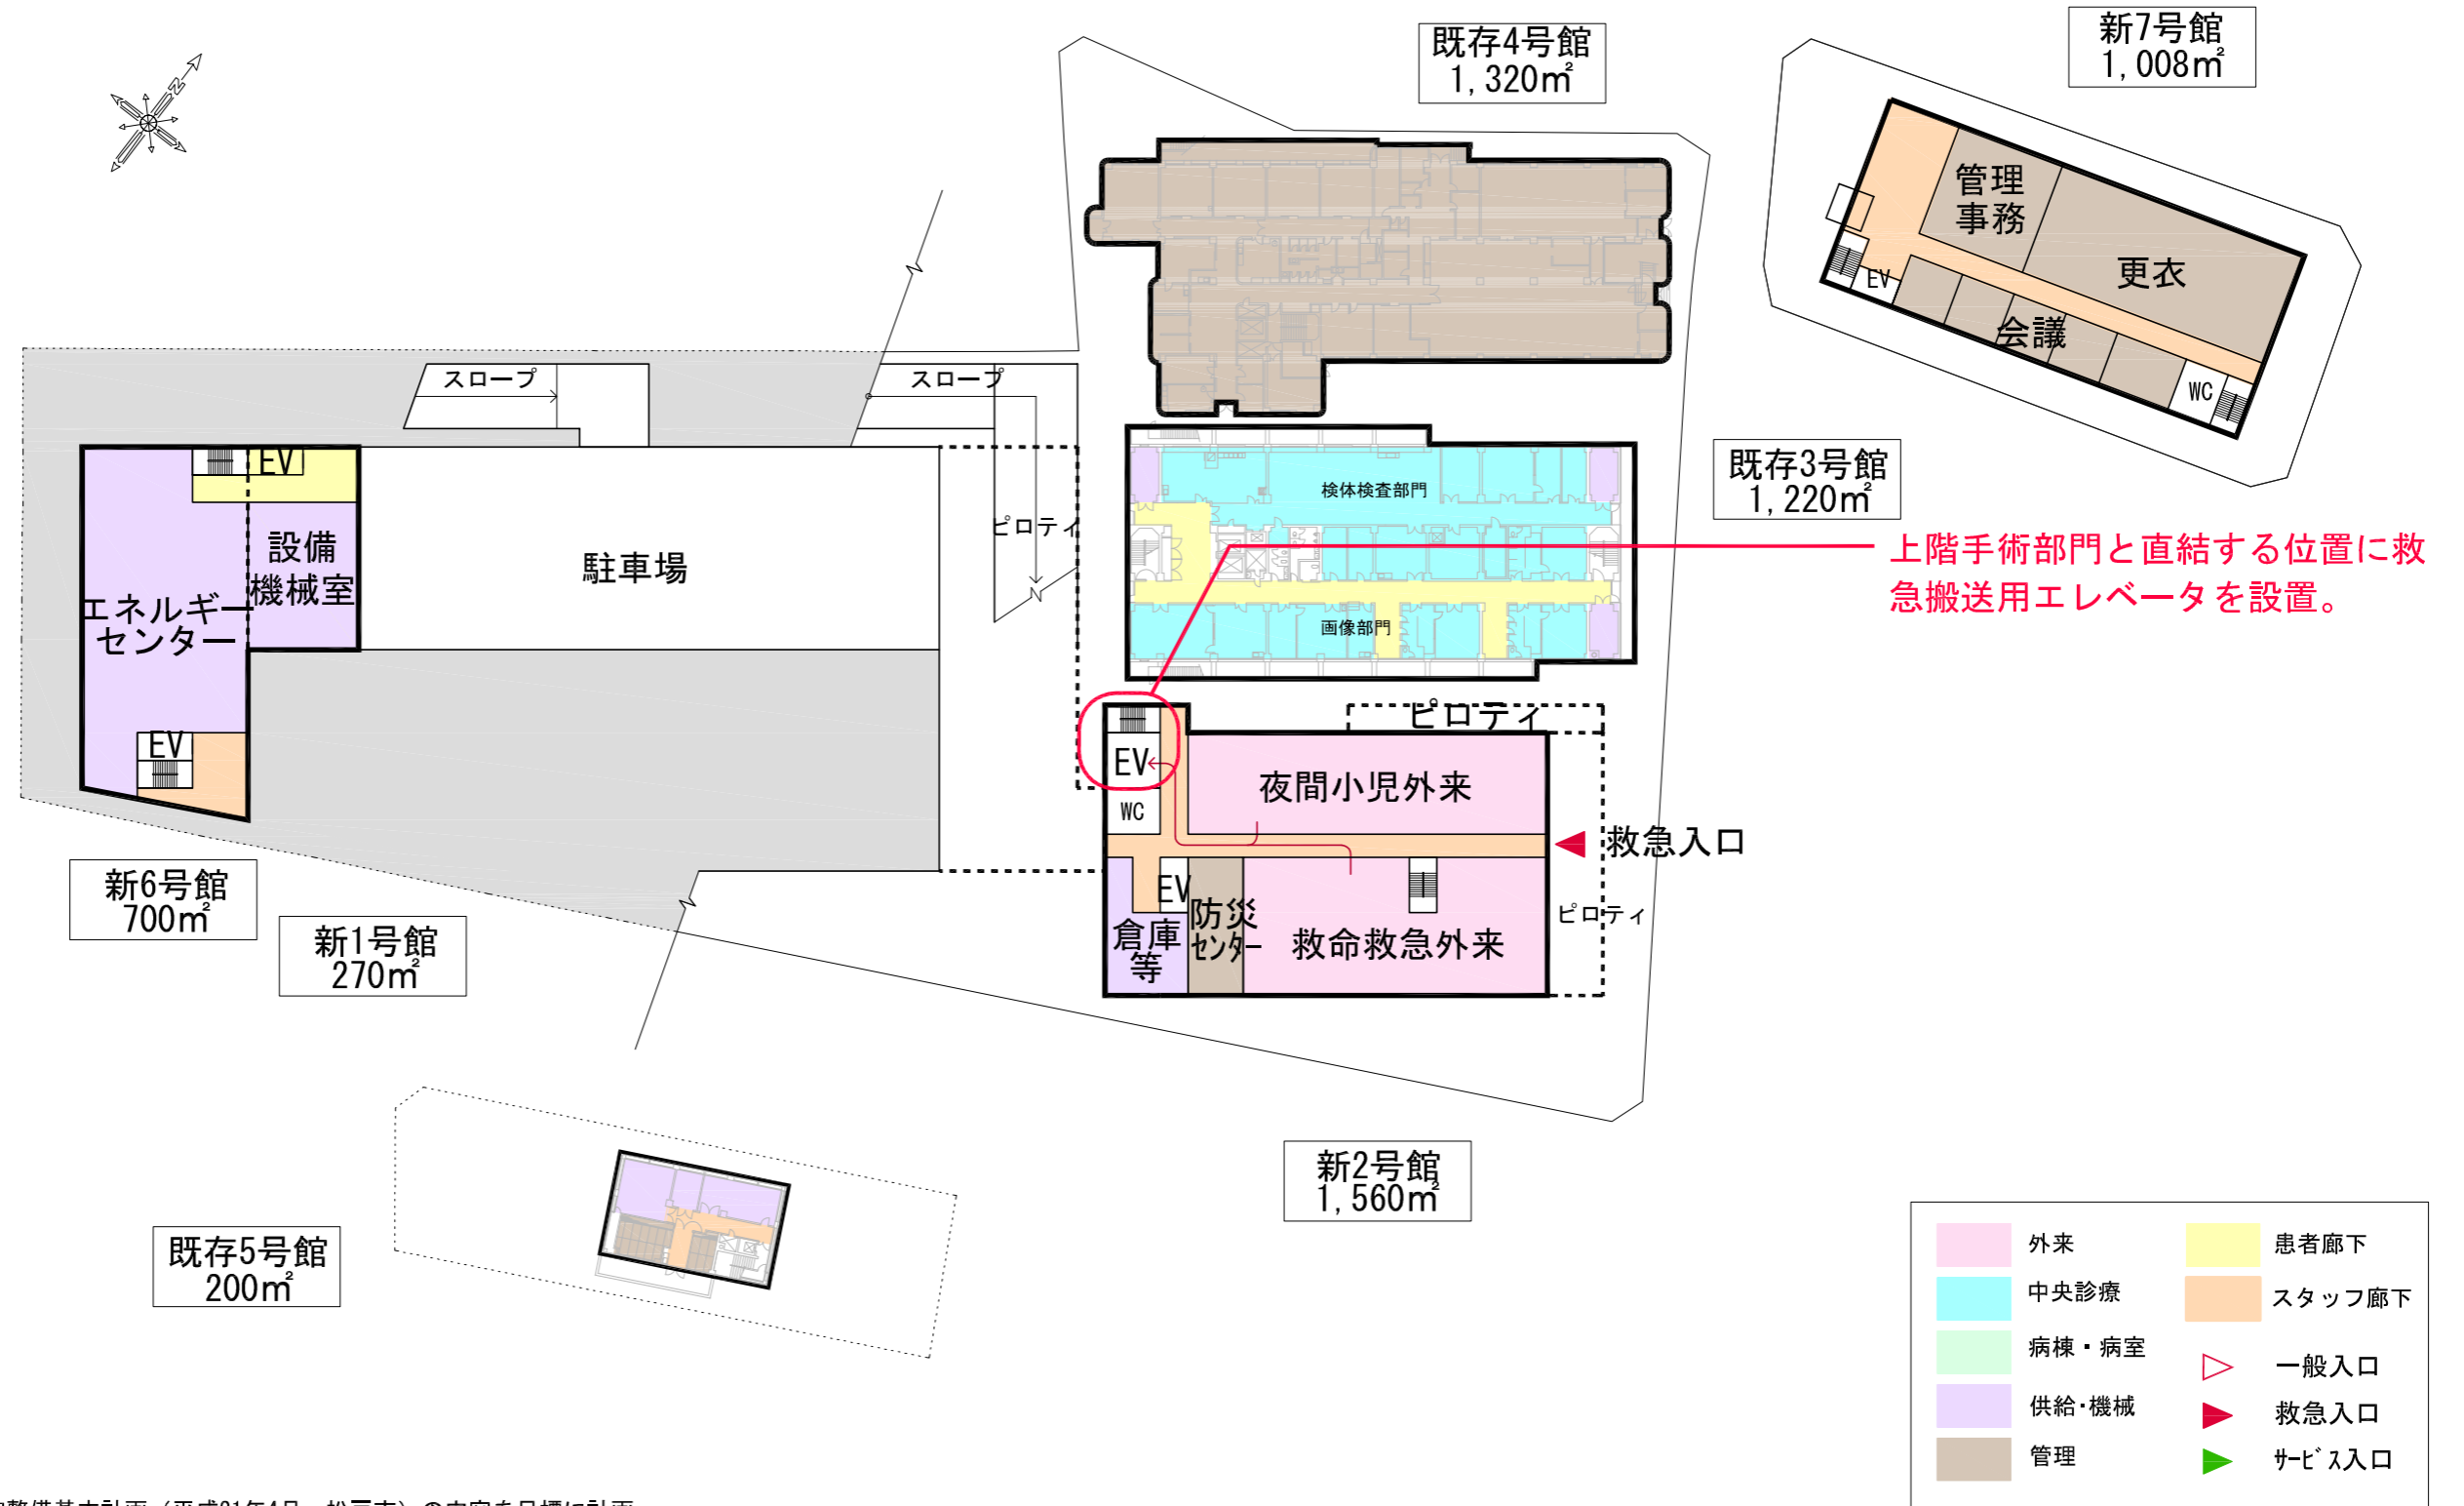 既存4号館
1,320㎡
新7号館
1,008㎡
N
管理
事務
更衣
EV
会議
WC
スロープ
スロープ
既存3号館
1,220㎡
EV
検体検査部門
ピロティ
設備
機械室
駐車場
上階手術部門と直結する位置に救
急搬送用エレベータを設置。
エネルギー
センター
画像部門
N
ピロティ
EV
EV
夜間小児外来
WC
救急入口
新6号館
700㎡
EV
防災
センター
倉庫
等
救命救急外来
ピロティ
新1号館
270㎡
新2号館
1,560㎡
既存5号館
200㎡
外来
患者廊下
中央診療
スタッフ廊下
病棟・病室
一般入口
供給・機械
救急入口
管理
サービス入口